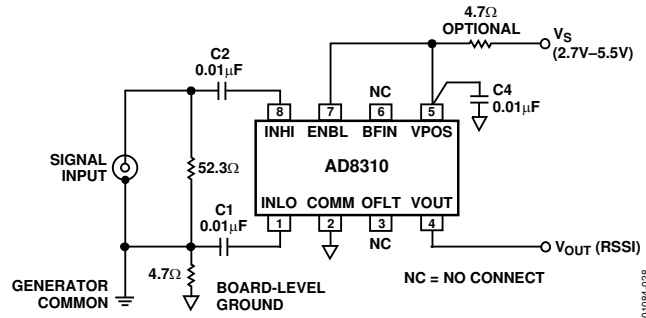 4.7Ω
OPTIONAL
VS
(2.7V–5.5V)
C2
0.01μF
NC
C4
0.01μF
8
7
6
5
INHI
ENBL
BFIN
VPOS
SIGNAL
INPUT
52.3Ω
AD8310
C1
0.01μF
INLO
COMM
OFLT
VOUT
1
2
3
4
NC
VOUT (RSSI)
4.7Ω
GENERATOR
COMMON
BOARD-LEVEL
GROUND
NC = NO CONNECT
01084-028